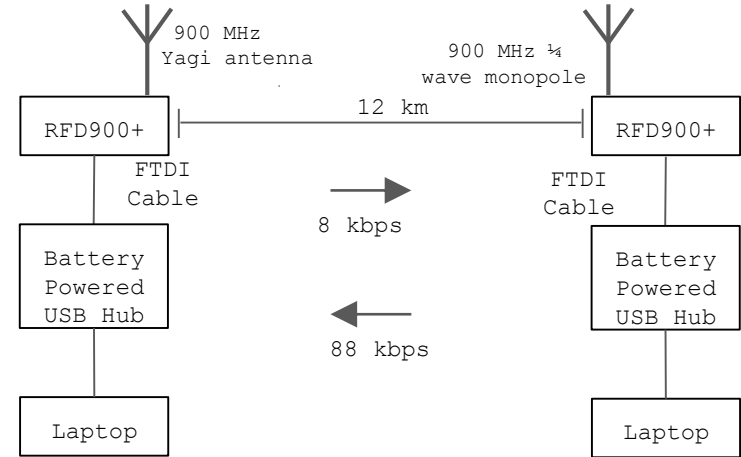 900 MHz
Yagi antenna
900 MHz ¼
wave monopole
RFD900+
12 km
RFD900+
FTDI
Cable
FTDI
Cable
8 kbps
Battery
Powered
USB Hub
Battery
Powered
USB Hub
88 kbps
Laptop
Laptop